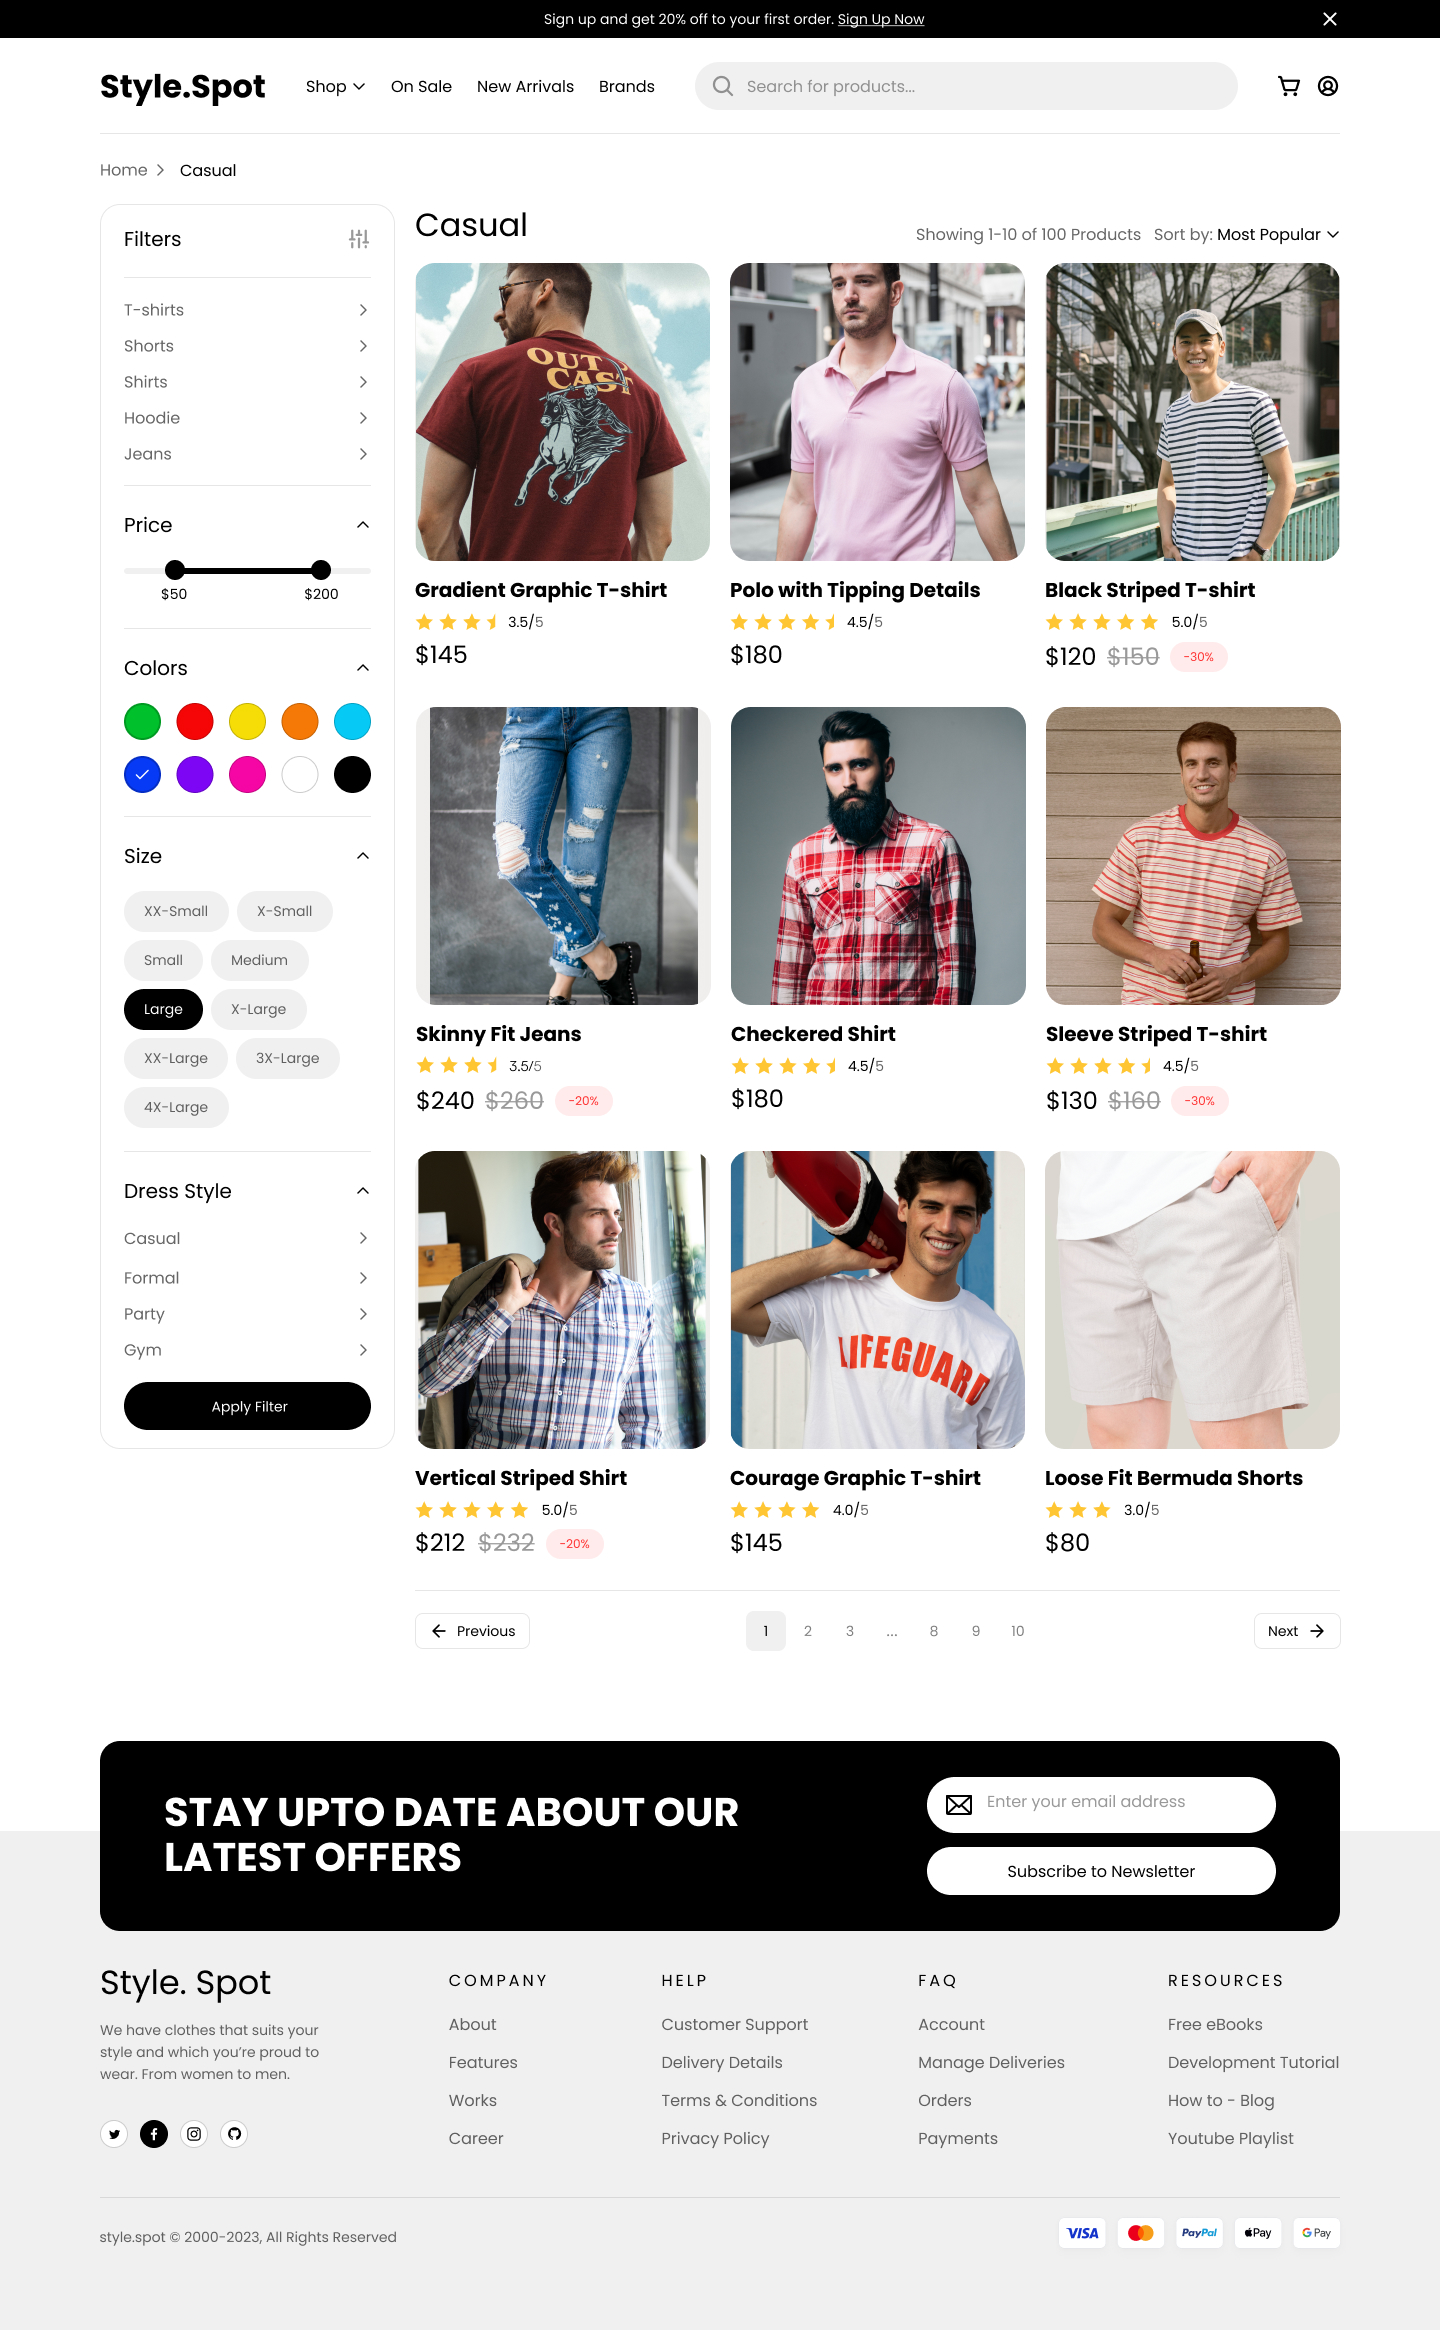 Sign up and get 20% off to your first order. Sign Up Now
Style.Spot
Shop
On Sale
New Arrivals
Brands
Search for products...
Home
Casual
Filters
T-shirts
Shorts
Shirts
Hoodie
Jeans
Price
$50
$200
Colors
Size
XX-Small
X-Small
Small
Medium
Large
X-Large
XX-Large
3X-Large
4X-Large
Dress Style
Casual
Formal
Party
Gym
Apply Filter
Casual
Showing 1-10 of 100 Products
Sort by: Most Popular
OUT
CAST
Gradient Graphic T-shirt
3.5/5
$145
Polo with Tipping Details
4.5/5
$180
Black Striped T-shirt
5.0/5
$120 $150 -30%
Skinny Fit Jeans
3.5/5
$240 $260 -20%
Checkered Shirt
4.5/5
$180
Sleeve Striped T-shirt
4.5/5
$130 $160 -30%
Vertical Striped Shirt
5.0/5
$212 $232 -20%
LIFEGUARD
Courage Graphic T-shirt
4.0/5
$145
Loose Fit Bermuda Shorts
3.0/5
$80
Previous
1 2 3 ... 8 9 10
Next
STAY UPTO DATE ABOUT OUR
LATEST OFFERS
Enter your email address
Subscribe to Newsletter
Style. Spot
We have clothes that suits your
style and which you’re proud to
wear. From women to men.
COMPANY
About
Features
Works
Career
HELP
Customer Support
Delivery Details
Terms & Conditions
Privacy Policy
FAQ
Account
Manage Deliveries
Orders
Payments
RESOURCES
Free eBooks
Development Tutorial
How to - Blog
Youtube Playlist
style.spot © 2000-2023, All Rights Reserved
VISA
PayPal
Pay
G Pay